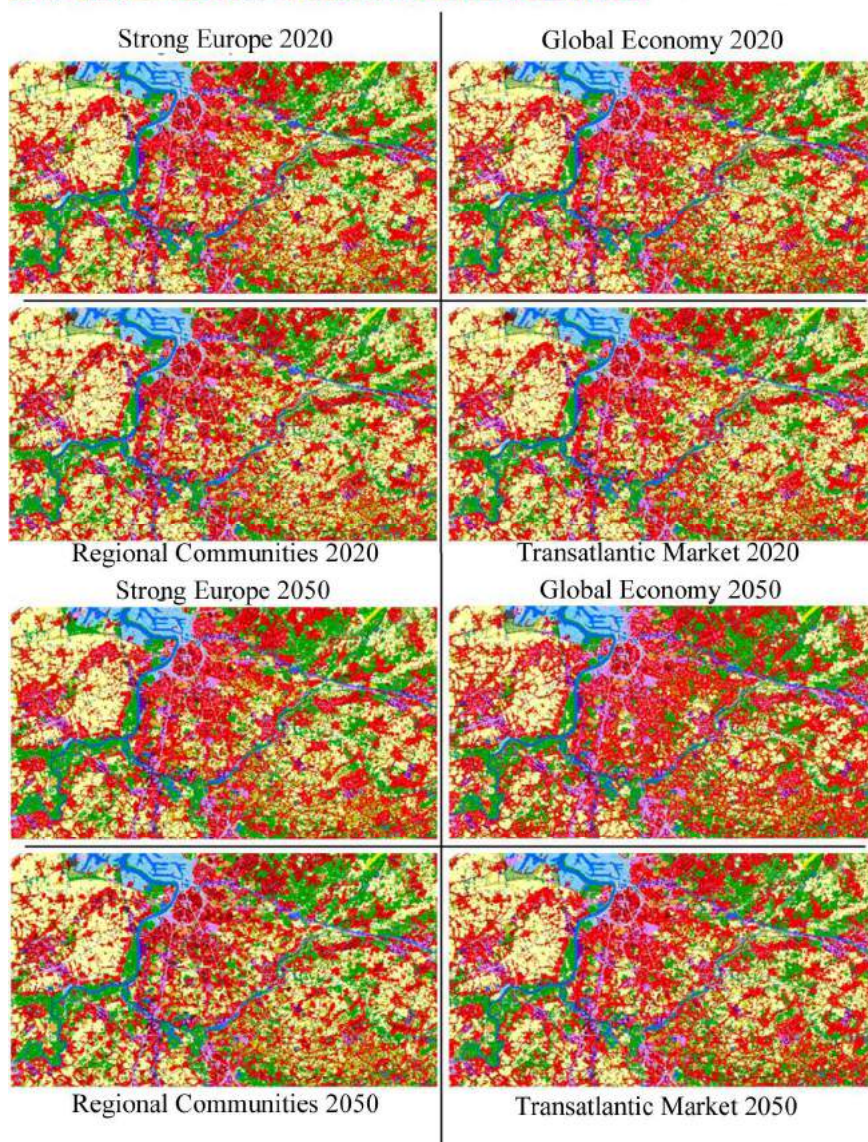 Strong Europe 2020
Global Economy 2020
Regional Communities 2020
Transatlantic Market 2020
Strong Europe 2050
Global Economy 2050
Regional Communities 2050
Transatlantic Market 2050